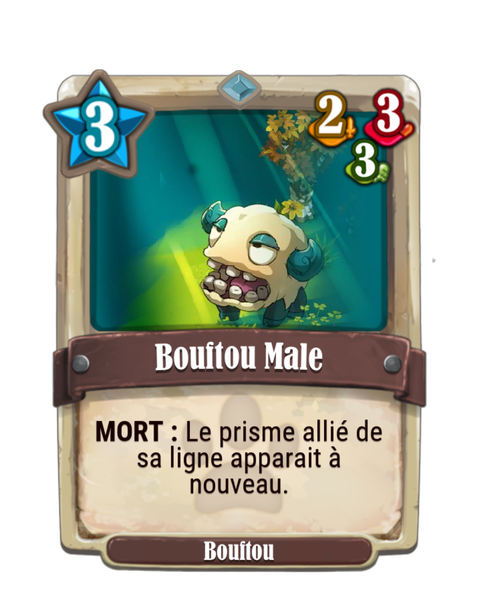 3
2
3
3
Bouftou Male
MORT : Le prisme allié de
sa ligne apparait à
nouveau.
Bouftou